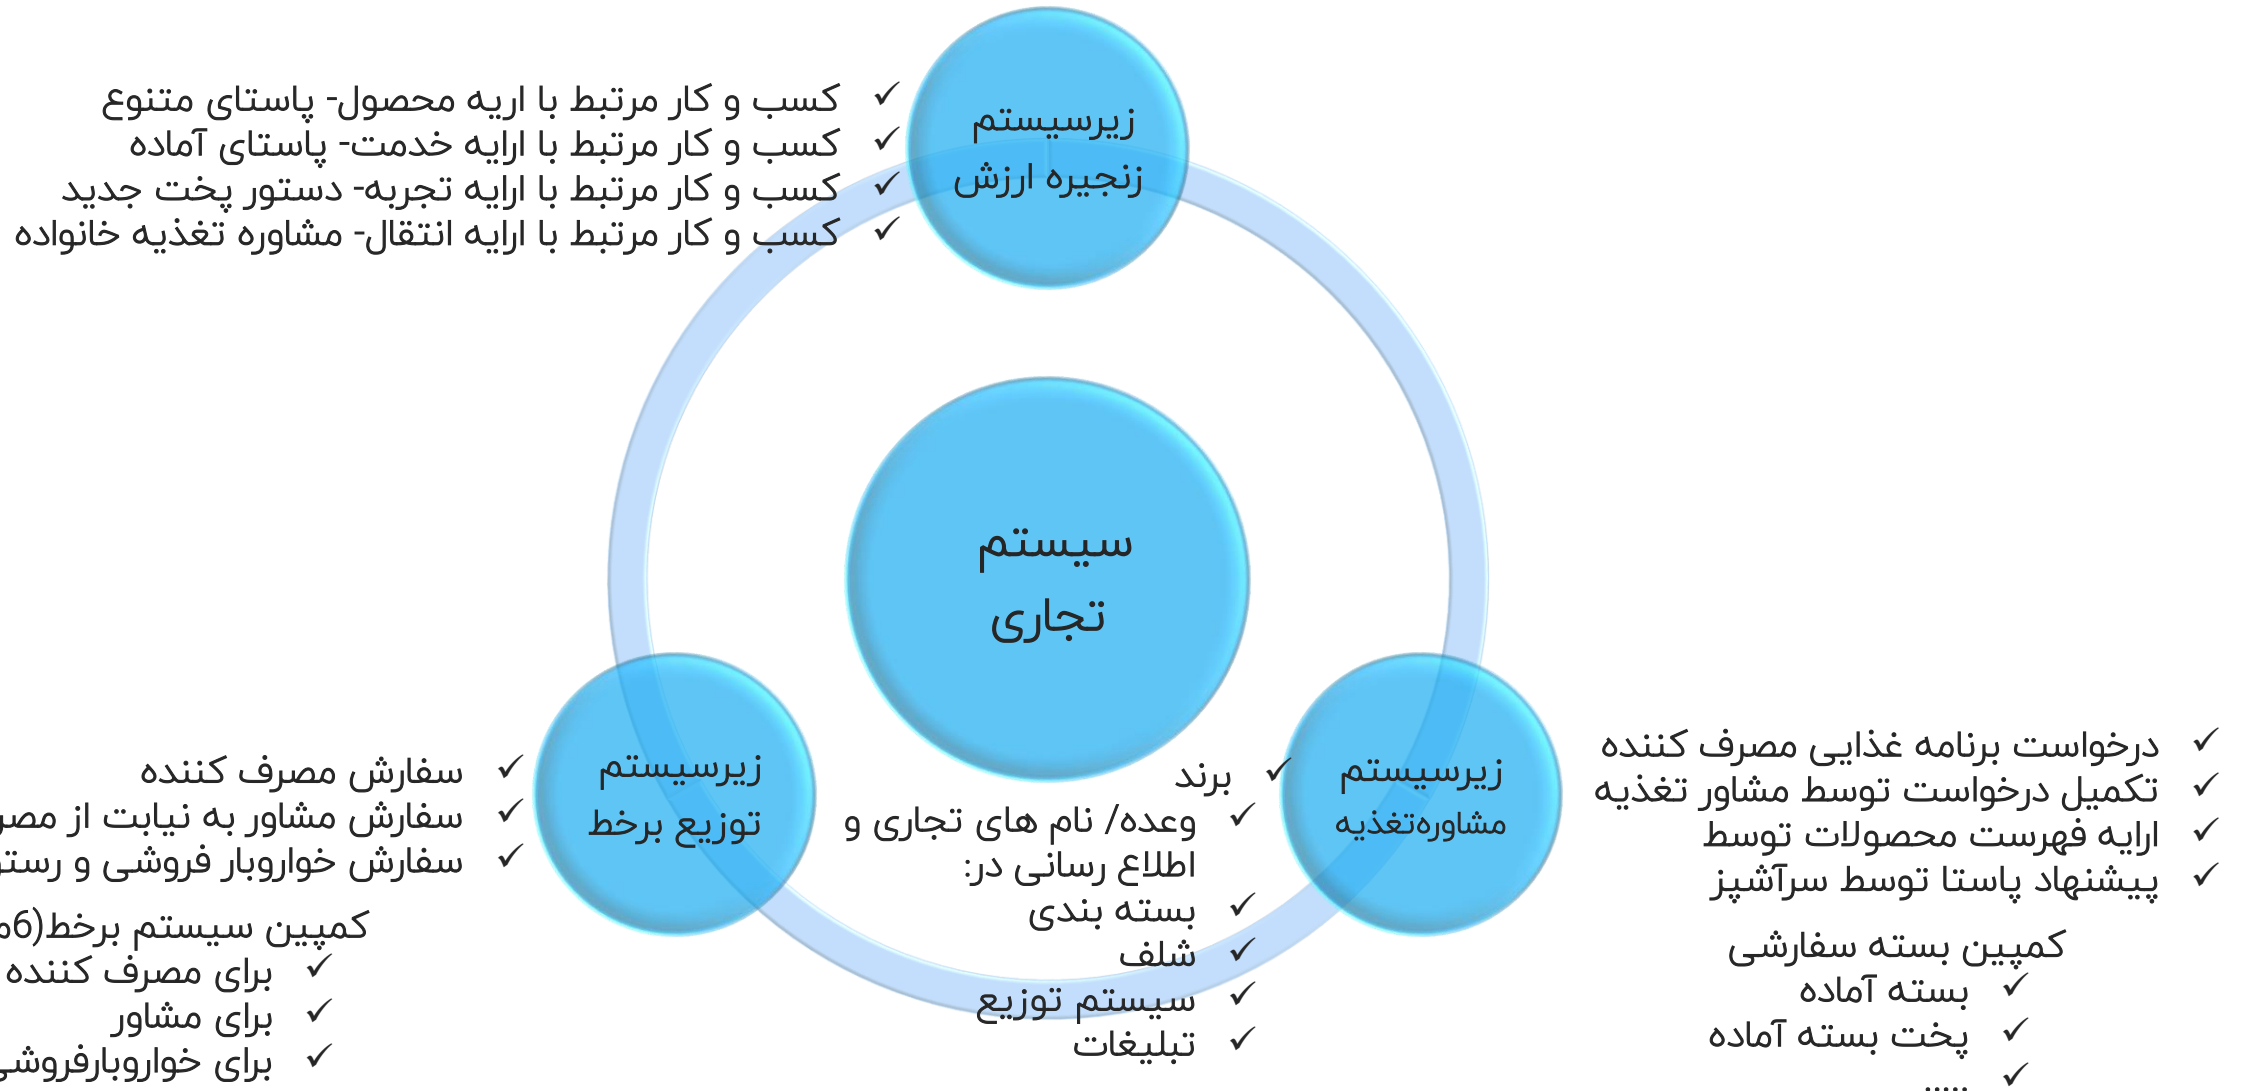 زیرسیستم
زنجیره ارزش
کسب و کار مرتبط با اریه محصول- پاستای متنوع
کسب و کار مرتبط با ارایه خدمت- پاستای آماده
کسب و کار مرتبط با ارایه تجربه- دستور پخت جدید
کسب و کار مرتبط با ارایه انتقال- مشاوره تغذیه خانواده
سیستم
تجاری
زیرسیستم
مشاوره‌تغذیه
درخواست برنامه غذایی مصرف کننده
تکمیل درخواست توسط مشاور تغذیه
ارایه فهرست محصولات توسط
پیشنهاد پاستا توسط سرآشپز
کمپین بسته سفارشی
بسته آماده
پخت بسته آماده
.....
برند
وعده/ نام های تجاری و
اطلاع رسانی در:
بسته بندی
شلف
سیستم توزیع
تبلیغات
زیرسیستم
توزیع برخط
سفارش مصرف کننده
سفارش مشاور به نیابت از
سفارش خواروبار فروشی و
کمپین سیستم برخط(6
برای مصرف کننده
برای مشاور
برای خواروبارفروشی